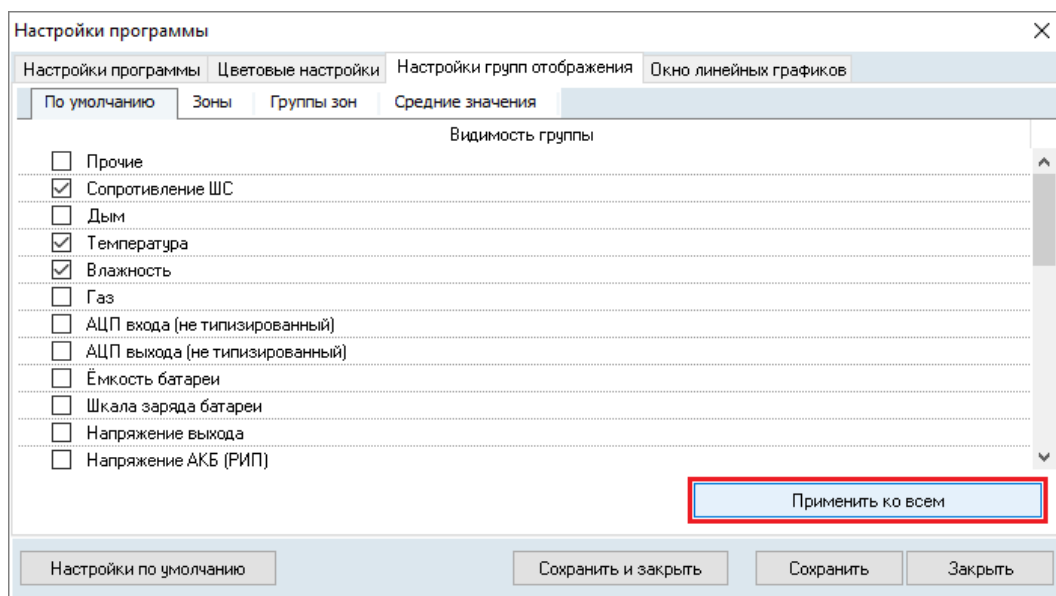 Настройки программы
Настройки программы Цветовые настройки Настройки групп отображения Окно линейных графиков
По умолчанию Зоны Группы зон Средние значения
Видимость группы
Прочие
Сопротивление ШС
Дым
Температура
Влажность
Газ
АЦП входа (не типизированный)
АЦП выхода (не типизированный)
Ёмкость батареи
Шкала заряда батареи
Напряжение выхода
Напряжение АКБ (РИП)
Применить ко всем
Настройки по умолчанию Сохранить и закрыть Сохранить Закрыть